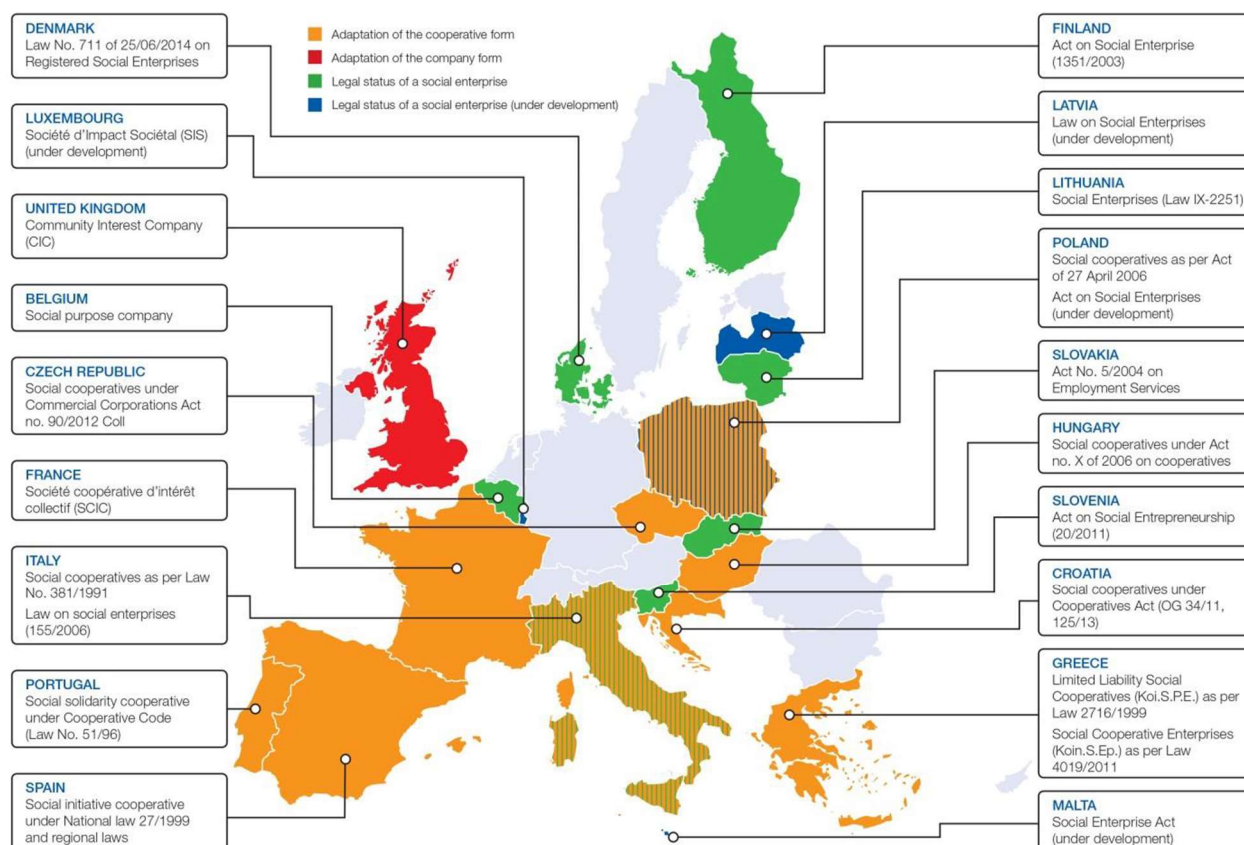 DENMARK
Law No. 711 of 25/06/2014 on
Registered Social Enterprises
LUXEMBOURG
Société d'Impact Sociétal (SIS)
(under development)
UNITED KINGDOM
Community Interest Company
(CIC)
BELGIUM
Social purpose company
CZECH REPUBLIC
Social cooperatives under
Commercial Corporations Act
no. 90/2012 Coll
FRANCE
Société coopérative d'intérêt
collectif (SCIC)
ITALY
Social cooperatives as per Law
No. 381/1991
Law on social enterprises
(155/2006)
PORTUGAL
Social solidarity cooperative
under Cooperative Code
(Law No. 51/96)
SPAIN
Social initiative cooperative
under National law 27/1999
and regional laws
Adaptation of the cooperative form
Adaptation of the company form
Legal status of a social enterprise
Legal status of a social enterprise (under development)
FINLAND
Act on Social Enterprise
(1351/2003)
LATVIA
Law on Social Enterprises
(under development)
LITHUANIA
Social Enterprises (Law IX-2251)
POLAND
Social cooperatives as per Act
of 27 April 2006
Act on Social Enterprises
(under development)
SLOVAKIA
Act No. 5/2004 on
Employment Services
HUNGARY
Social cooperatives under Act
no. X of 2006 on cooperatives
SLOVENIA
Act on Social Entrepreneurship
(20/2011)
CROATIA
Social cooperatives under
Cooperatives Act (OG 34/11,
125/13)
GREECE
Limited Liability Social
Cooperatives (Koi.S.P.E.) as per
Law 2716/1999
Social Cooperative Enterprises
(Koin.S.Ep.) as per Law
4019/2011
MALTA
Social Enterprise Act
(under development)